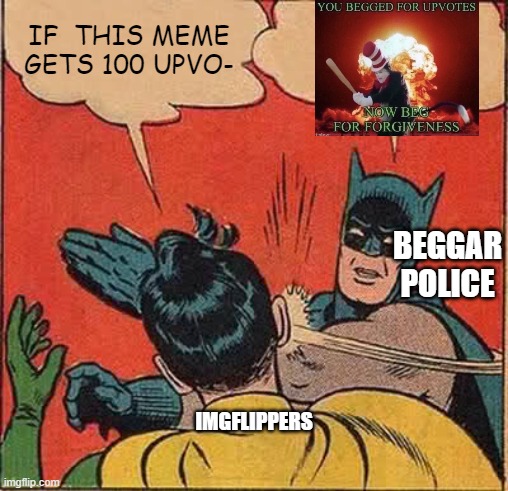 IF THIS MEME
GETS 100 UPVO-
YOU BEGGED FOR UPVOTES
NOW BEG
FOR FORGIVENESS
BEGGAR
POLICE
IMGFLIPPERS
imgflip.com